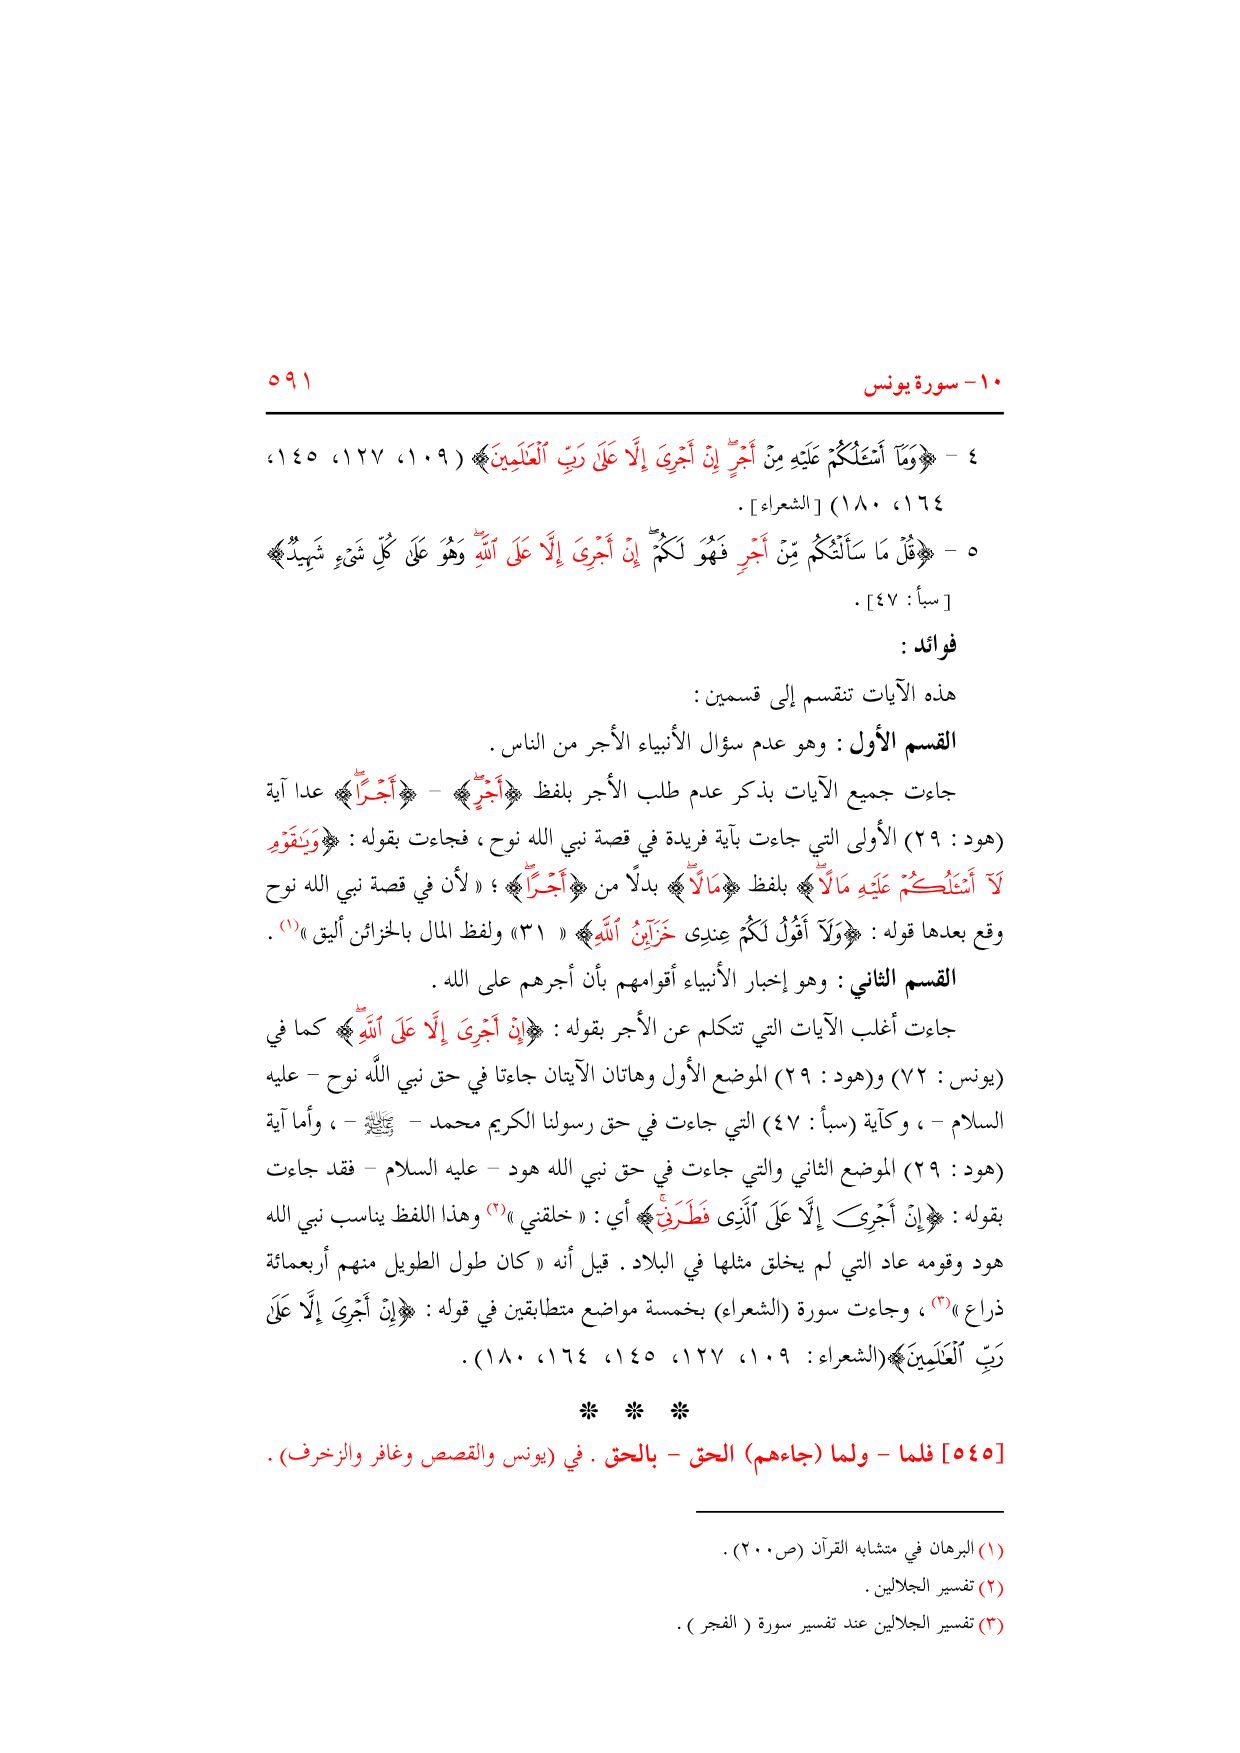 ١٠- سورة يونس ٥٩١
٤ - ﴿وَمَآ أَسْـَٔلُكُمْ عَلَيْهِ مِنْ أَجْرٍ ۖ إِنْ أَجْرِىَ إِلَّا عَلَىٰ رَبِّ ٱلْعَٰلَمِينَ﴾ (١٠٩، ١٢٧، ١٤٥،
١٦٤، ١٨٠) [الشعراء] .
٥ - ﴿قُلْ مَا سَأَلْتُكُم مِّنْ أَجْرٍ فَهُوَ لَكُمْ ۖ إِنْ أَجْرِىَ إِلَّا عَلَى ٱللَّهِ ۖ وَهُوَ عَلَىٰ كُلِّ شَىْءٍ شَهِيدٌ﴾
[سبأ : ٤٧] .
فوائد :
هذه الآيات تنقسم إلى قسمين :
القسم الأول : وهو عدم سؤال الأنبياء الأجر من الناس .
جاءت جميع الآيات بذكر عدم طلب الأجر بلفظ ﴿أَجْرٍ ۖ﴾ - ﴿أَجْرًا ۖ﴾ عدا آية
(هود : ٢٩) الأولى التي جاءت بآية فريدة في قصة نبي الله نوح ، فجاءت بقوله : ﴿وَيَٰقَوْمِ
لَآ أَسْـَٔلُكُمْ عَلَيْهِ مَالًا ۖ﴾ بلفظ ﴿مَالًا ۖ﴾ بدلًا من ﴿أَجْرًا ۖ﴾ ؛ « لأن في قصة نبي الله نوح
وقع بعدها قوله : ﴿وَلَآ أَقُولُ لَكُمْ عِندِى خَزَآئِنُ ٱللَّهِ﴾ « ٣١» ولفظ المال بالخزائن أليق »(١) .
القسم الثاني : وهو إخبار الأنبياء أقوامهم بأن أجرهم على الله .
جاءت أغلب الآيات التي تتكلم عن الأجر بقوله : ﴿إِنْ أَجْرِىَ إِلَّا عَلَى ٱللَّهِ ۖ﴾ كما في
(يونس : ٧٢) و(هود : ٢٩) الموضع الأول وهاتان الآيتان جاءتا في حق نبي اللَّه نوح - عليه
السلام - ، وكآية (سبأ : ٤٧) التي جاءت في حق رسولنا الكريم محمد - ﷺ - ، وأما آية
(هود : ٢٩) الموضع الثاني والتي جاءت في حق نبي الله هود - عليه السلام - فقد جاءت
بقوله : ﴿إِنْ أَجْرِىَ إِلَّا عَلَى ٱلَّذِى فَطَرَنِىٓ ۚ﴾ أي : « خلقني »(٢) وهذا اللفظ يناسب نبي الله
هود وقومه عاد التي لم يخلق مثلها في البلاد . قيل أنه « كان طول الطويل منهم أربعمائة
ذراع »(٣) ، وجاءت سورة (الشعراء) بخمسة مواضع متطابقين في قوله : ﴿إِنْ أَجْرِىَ إِلَّا عَلَىٰ
رَبِّ ٱلْعَٰلَمِينَ﴾(الشعراء : ١٠٩، ١٢٧، ١٤٥، ١٦٤، ١٨٠) .
❊ ❊ ❊
[٥٤٥] فلما - ولما (جاءهم) الحق - بالحق . في (يونس والقصص وغافر والزخرف) .
(١) البرهان في متشابه القرآن (ص٢٠٠) .
(٢) تفسير الجلالين .
(٣) تفسير الجلالين عند تفسير سورة ( الفجر ) .